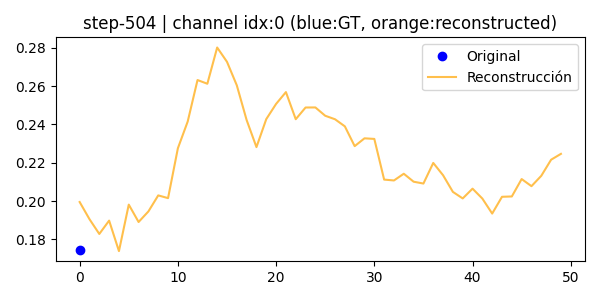 step-504 | channel idx:0 (blue:GT, orange:reconstructed)
Original
Reconstrucción
0.28
0.26
0.24
0.22
0.20
0.18
0 10 20 30 40 50